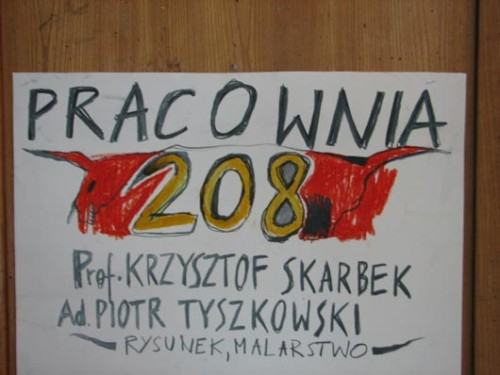 PRACOWNIA
208
Prof. KRZYSZTOF SKARBEK
Ad. PIOTR TYSZKOWSKI
RYSUNEK, MALARSTWO